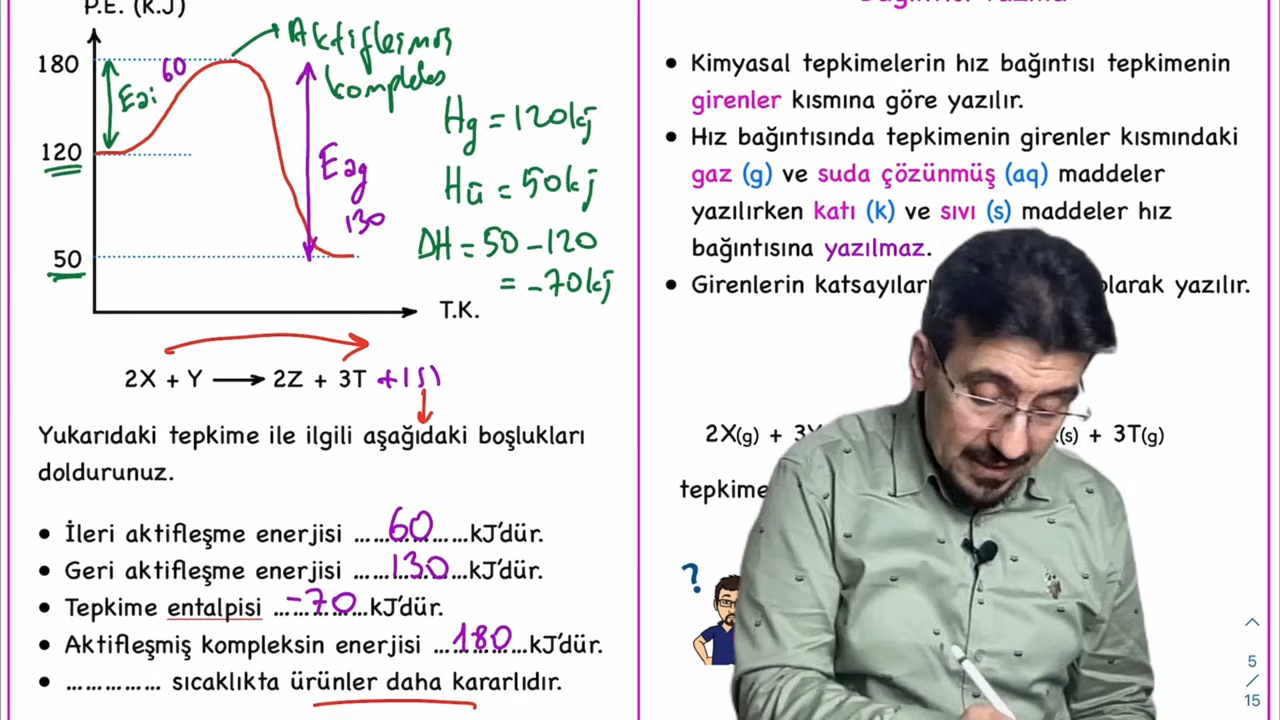 P.E. (KJ)
180
120
50
60
Eai
Aktifleşmiş
kompleks
Eag
130
Hg = 120kj
Hü = 50kj
ΔH = 50 - 120
= -70kj
T.K.
2X + Y → 2Z + 3T +ısı
Yukarıdaki tepkime ile ilgili aşağıdaki boşlukları
doldurunuz.
• İleri aktifleşme enerjisi ......60......kJ'dür.
• Geri aktifleşme enerjisi ......130...kJ'dür.
• Tepkime entalpisi ...-70...kJ'dür.
• Aktifleşmiş kompleksin enerjisi ...180...kJ'dür.
• ............... sıcaklıkta ürünler daha kararlıdır.
Bağıntısı Yazma
• Kimyasal tepkimelerin hız bağıntısı tepkimenin
girenler kısmına göre yazılır.
• Hız bağıntısında tepkimenin girenler kısmındaki
gaz (g) ve suda çözünmüş (aq) maddeler
yazılırken katı (k) ve sıvı (s) maddeler hız
bağıntısına yazılmaz.
• Girenlerin katsayıları olarak yazılır.
2X(g) + 3Y (s) + 3T(g)
tepkime
?
5
/
15